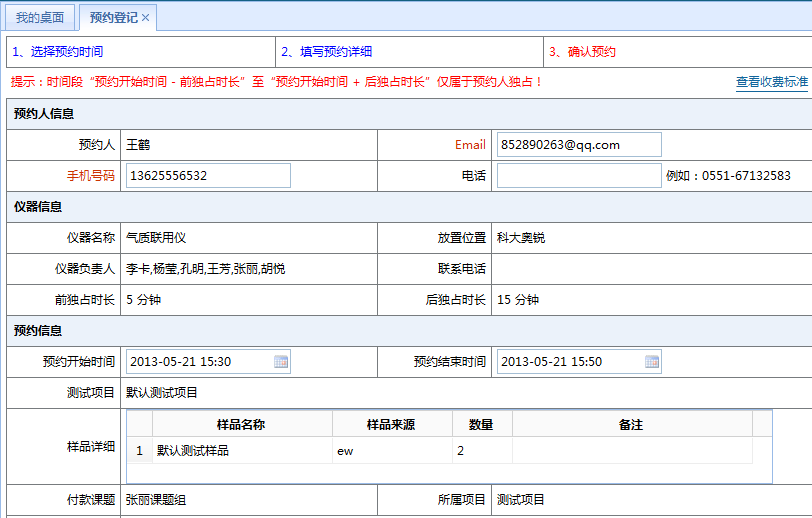 我的桌面 预约登记
1、选择预约时间 2、填写预约详细 3、确认预约
提示：时间段“预约开始时间 - 前独占时长”至“预约开始时间 + 后独占时长”仅属于预约人独占！ 查看收费标准
预约人信息
预约人 王鹤 Email 852890263@qq.com
手机号码 13625556532 电话 例如：0551-67132583
仪器信息
仪器名称 气质联用仪 放置位置 科大奥锐
仪器负责人 李卡,杨莹,孔明,王芳,张丽,胡悦 联系电话
前独占时长 5 分钟 后独占时长 15 分钟
预约信息
预约开始时间 2013-05-21 15:30 预约结束时间 2013-05-21 15:50
测试项目 默认测试项目
样品名称 样品来源 数量 备注
样品详细
1 默认测试样品 ew 2
付款课题 张丽课题组 所属项目 测试项目